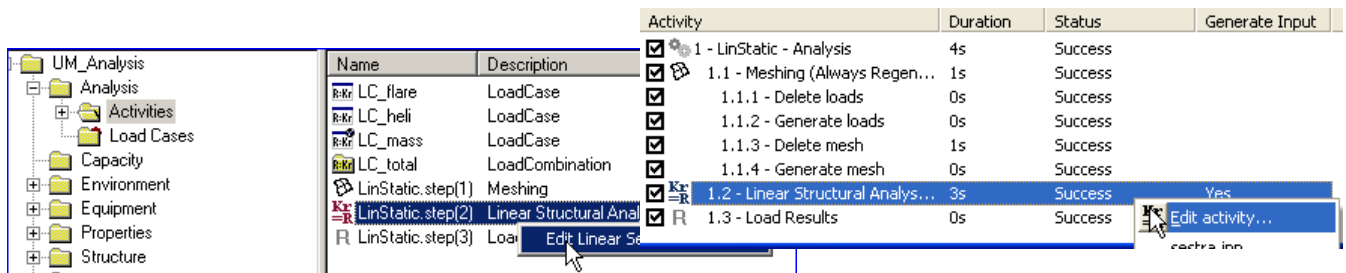 UM_Analysis
Analysis
Activities
Load Cases
Capacity
Environment
Equipment
Properties
Structure
Name Description
LC_flare LoadCase
LC_heli LoadCase
LC_mass LoadCase
LC_total LoadCombination
LinStatic.step(1) Meshing
LinStatic.step(2) Linear Structural Anal
LinStatic.step(3) Loa
Edit Linear Se
Activity Duration Status Generate Input
1 - LinStatic - Analysis 4s Success
1.1 - Meshing (Always Regen... 1s Success
1.1.1 - Delete loads 0s Success
1.1.2 - Generate loads 0s Success
1.1.3 - Delete mesh 1s Success
1.1.4 - Generate mesh 0s Success
1.2 - Linear Structural Analys... 3s Success Yes
1.3 - Load Results 0s Success
Edit activity...